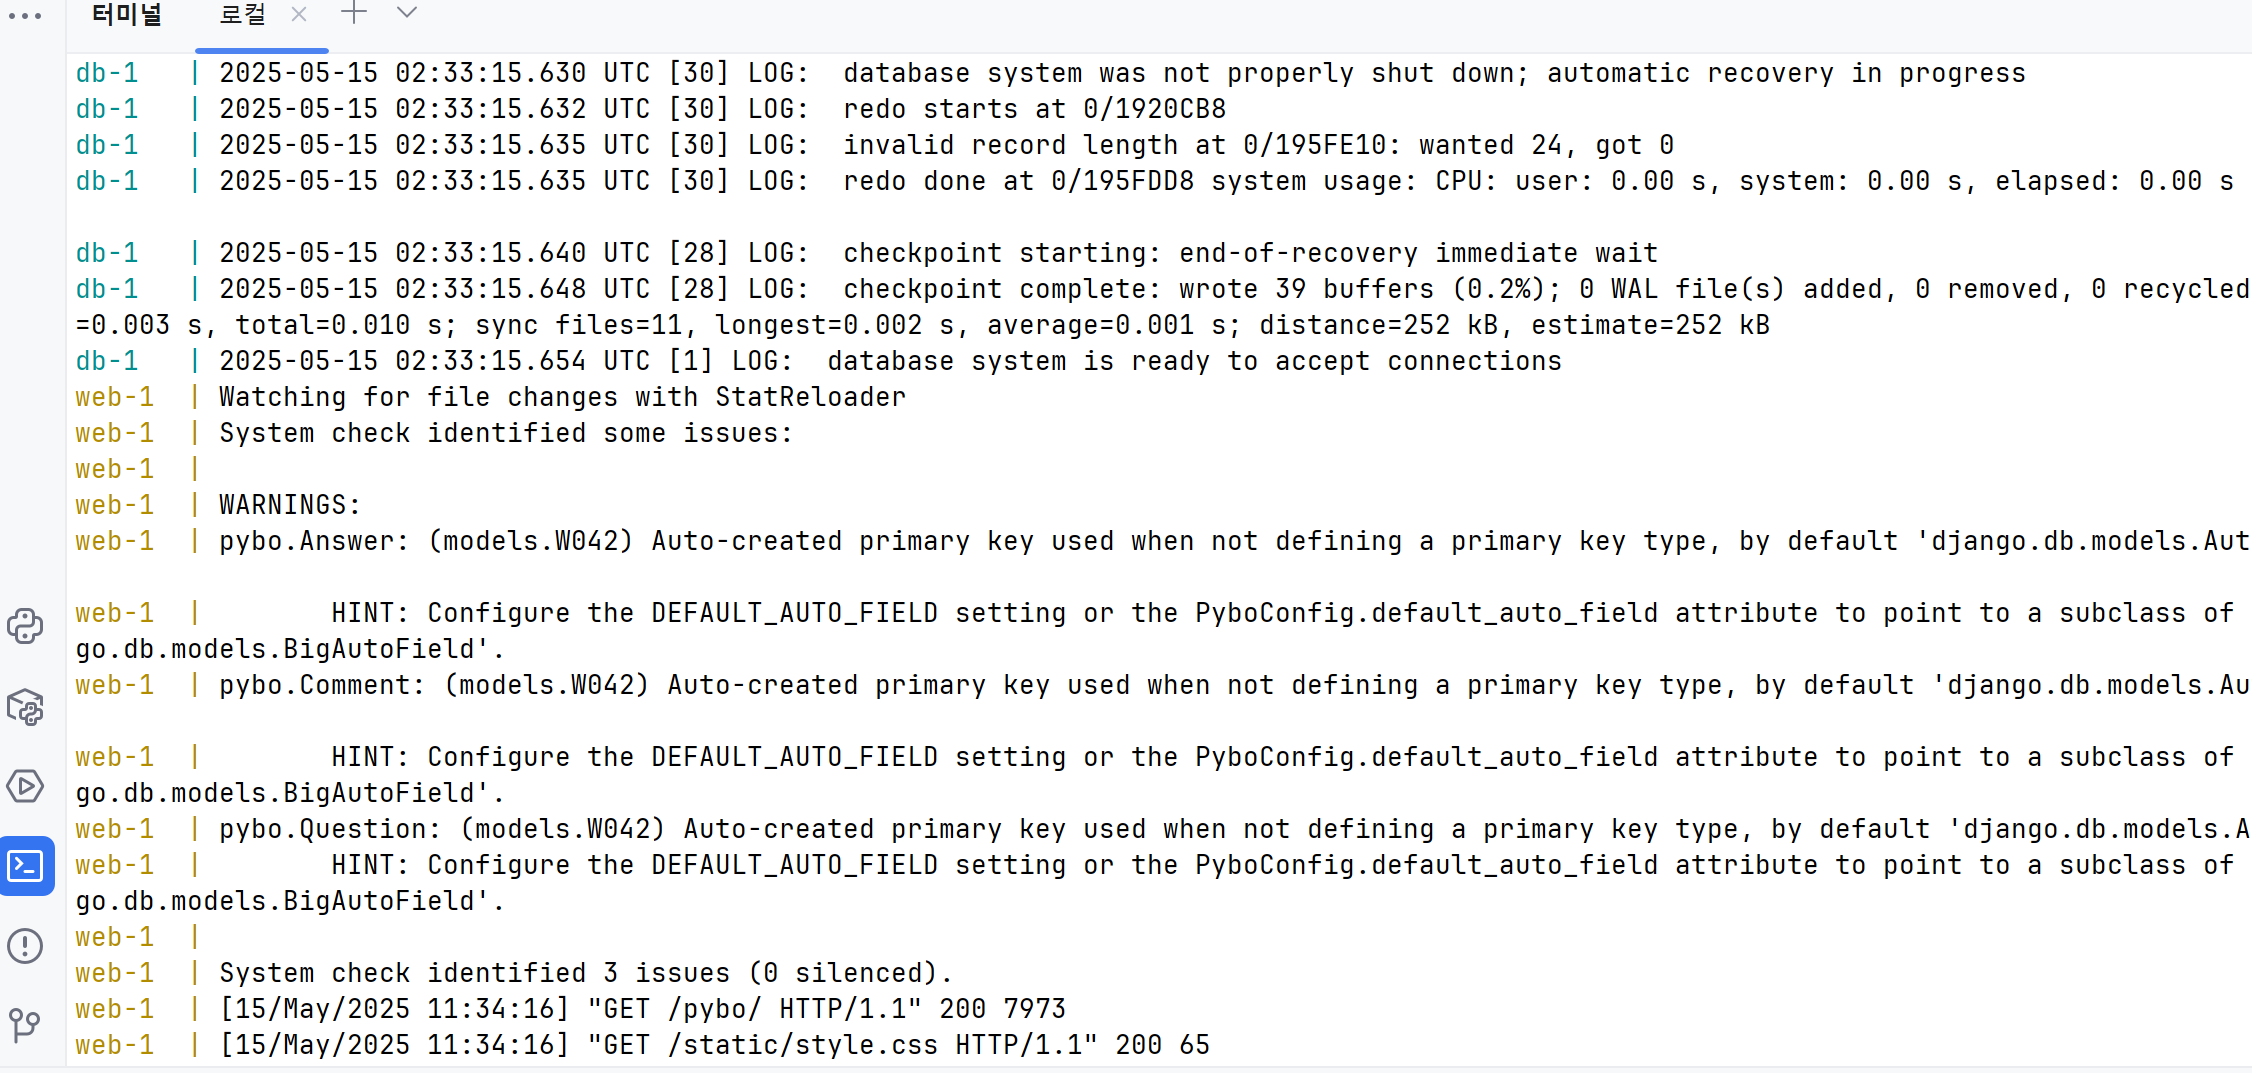 터미널 로컬
db-1 | 2025-05-15 02:33:15.630 UTC [30] LOG: database system was not properly shut down; automatic recovery in progress
db-1 | 2025-05-15 02:33:15.632 UTC [30] LOG: redo starts at 0/1920CB8
db-1 | 2025-05-15 02:33:15.635 UTC [30] LOG: invalid record length at 0/195FE10: wanted 24, got 0
db-1 | 2025-05-15 02:33:15.635 UTC [30] LOG: redo done at 0/195FDD8 system usage: CPU: user: 0.00 s, system: 0.00 s, elapsed: 0.00 s
db-1 | 2025-05-15 02:33:15.640 UTC [28] LOG: checkpoint starting: end-of-recovery immediate wait
db-1 | 2025-05-15 02:33:15.648 UTC [28] LOG: checkpoint complete: wrote 39 buffers (0.2%); 0 WAL file(s) added, 0 removed, 0 recycled
=0.003 s, total=0.010 s; sync files=11, longest=0.002 s, average=0.001 s; distance=252 kB, estimate=252 kB
db-1 | 2025-05-15 02:33:15.654 UTC [1] LOG: database system is ready to accept connections
web-1 | Watching for file changes with StatReloader
web-1 | System check identified some issues:
web-1 |
web-1 | WARNINGS:
web-1 | pybo.Answer: (models.W042) Auto-created primary key used when not defining a primary key type, by default 'django.db.models.Aut
web-1 | HINT: Configure the DEFAULT_AUTO_FIELD setting or the PyboConfig.default_auto_field attribute to point to a subclass of
go.db.models.BigAutoField'.
web-1 | pybo.Comment: (models.W042) Auto-created primary key used when not defining a primary key type, by default 'django.db.models.Au
web-1 | HINT: Configure the DEFAULT_AUTO_FIELD setting or the PyboConfig.default_auto_field attribute to point to a subclass of
go.db.models.BigAutoField'.
web-1 | pybo.Question: (models.W042) Auto-created primary key used when not defining a primary key type, by default 'django.db.models.A
web-1 | HINT: Configure the DEFAULT_AUTO_FIELD setting or the PyboConfig.default_auto_field attribute to point to a subclass of
go.db.models.BigAutoField'.
web-1 |
web-1 | System check identified 3 issues (0 silenced).
web-1 | [15/May/2025 11:34:16] "GET /pybo/ HTTP/1.1" 200 7973
web-1 | [15/May/2025 11:34:16] "GET /static/style.css HTTP/1.1" 200 65